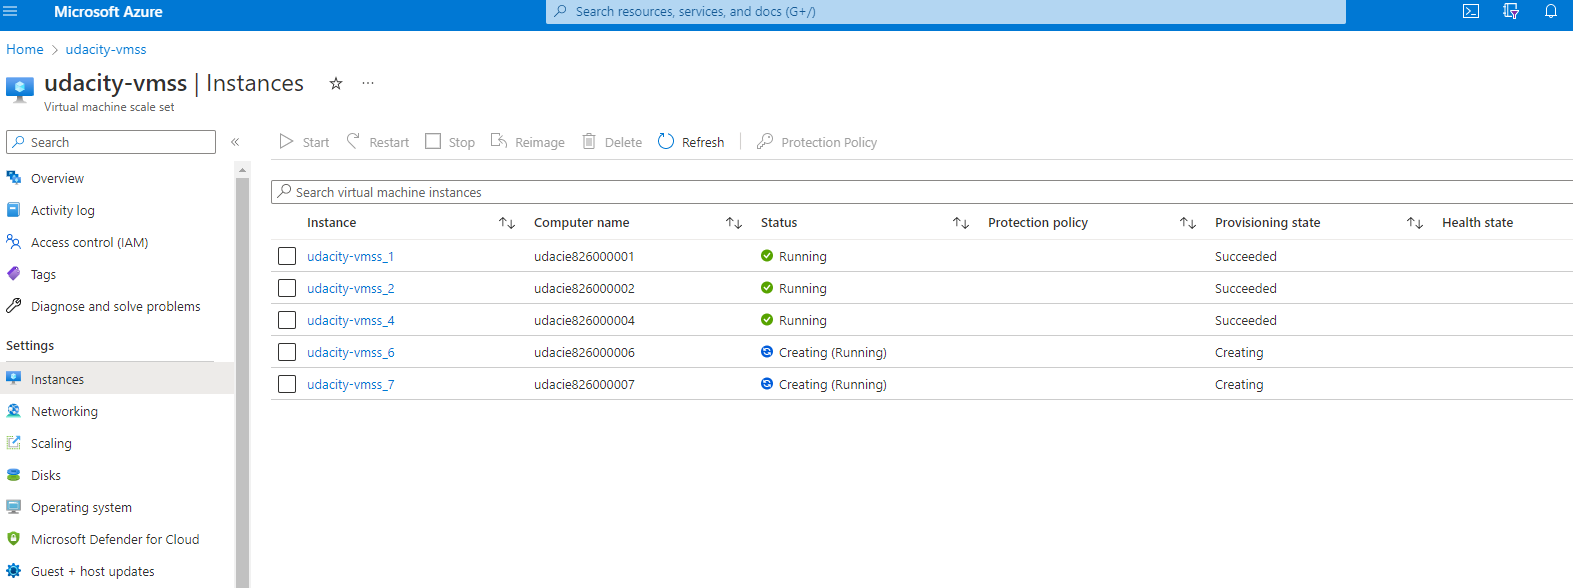 Microsoft Azure
Search resources, services, and docs (G+/)
Home > udacity-vmss
udacity-vmss | Instances
Virtual machine scale set
Search
Start Restart Stop Reimage Delete Refresh Protection Policy
Overview
Activity log
Access control (IAM)
Tags
Diagnose and solve problems
Settings
Instances
Networking
Scaling
Disks
Operating system
Microsoft Defender for Cloud
Guest + host updates
Search virtual machine instances
Instance Computer name Status Protection policy Provisioning state Health state
udacity-vmss_1 udacie826000001 Running Succeeded
udacity-vmss_2 udacie826000002 Running Succeeded
udacity-vmss_4 udacie826000004 Running Succeeded
udacity-vmss_6 udacie826000006 Creating (Running) Creating
udacity-vmss_7 udacie826000007 Creating (Running) Creating